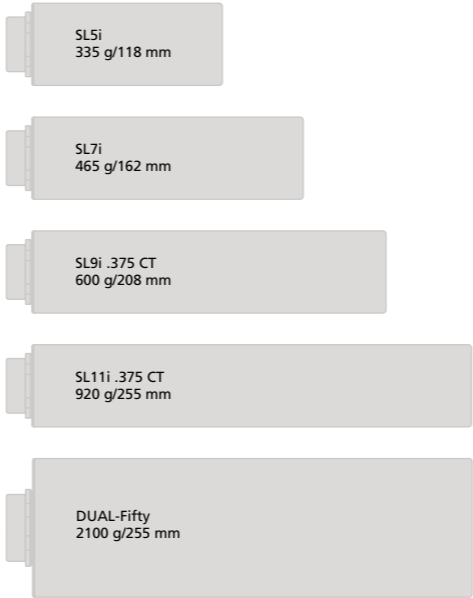 SL5i
335 g/118 mm
SL7i
465 g/162 mm
SL9i .375 CT
600 g/208 mm
SL11i .375 CT
920 g/255 mm
DUAL-Fifty
2100 g/255 mm